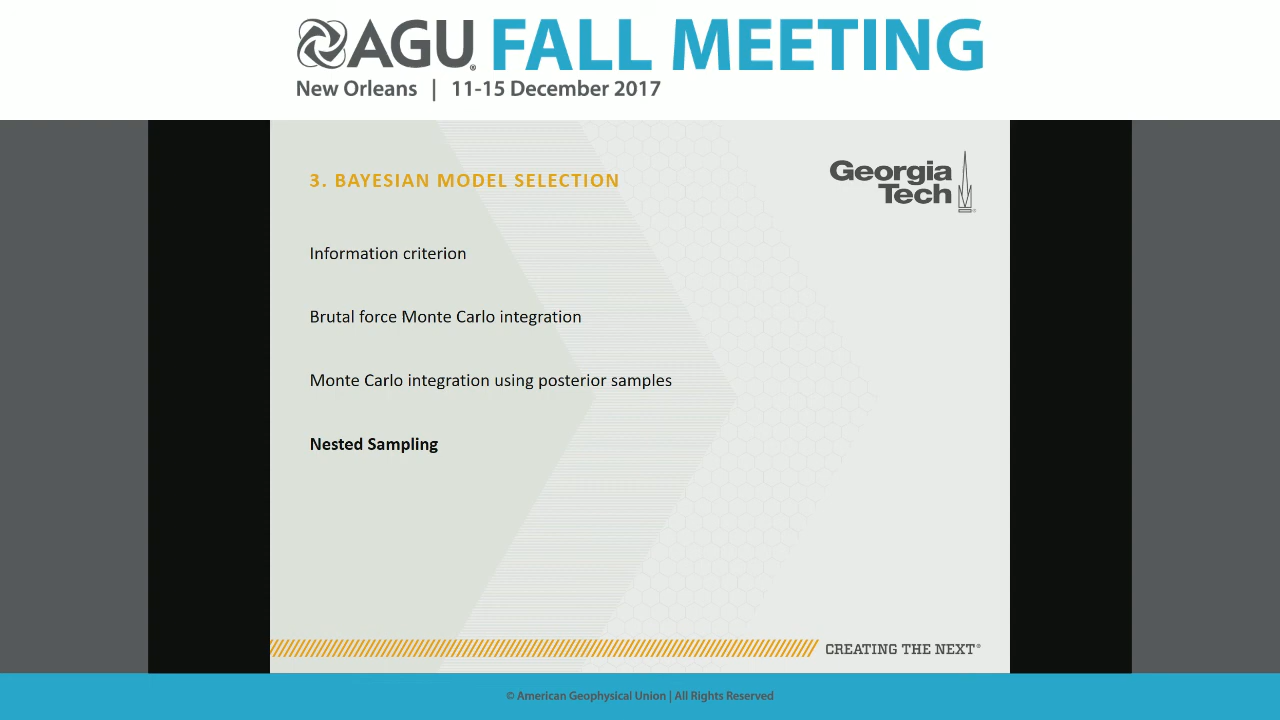 AGU FALL MEETING
New Orleans | 11-15 December 2017
3. BAYESIAN MODEL SELECTION
Georgia
Tech
Information criterion
Brutal force Monte Carlo integration
Monte Carlo integration using posterior samples
Nested Sampling
CREATING THE NEXT®
© American Geophysical Union | All Rights Reserved